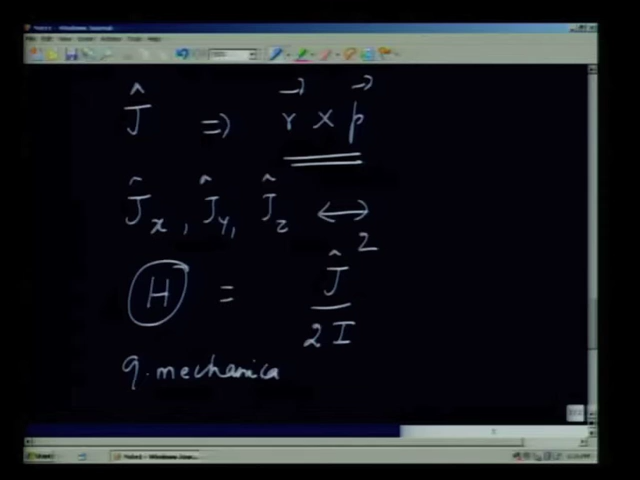 Ĵ ⇒ r⃗ × p⃗
Ĵx, Ĵy, Ĵz ↔
H = Ĵ² / 2I
q. mechanica